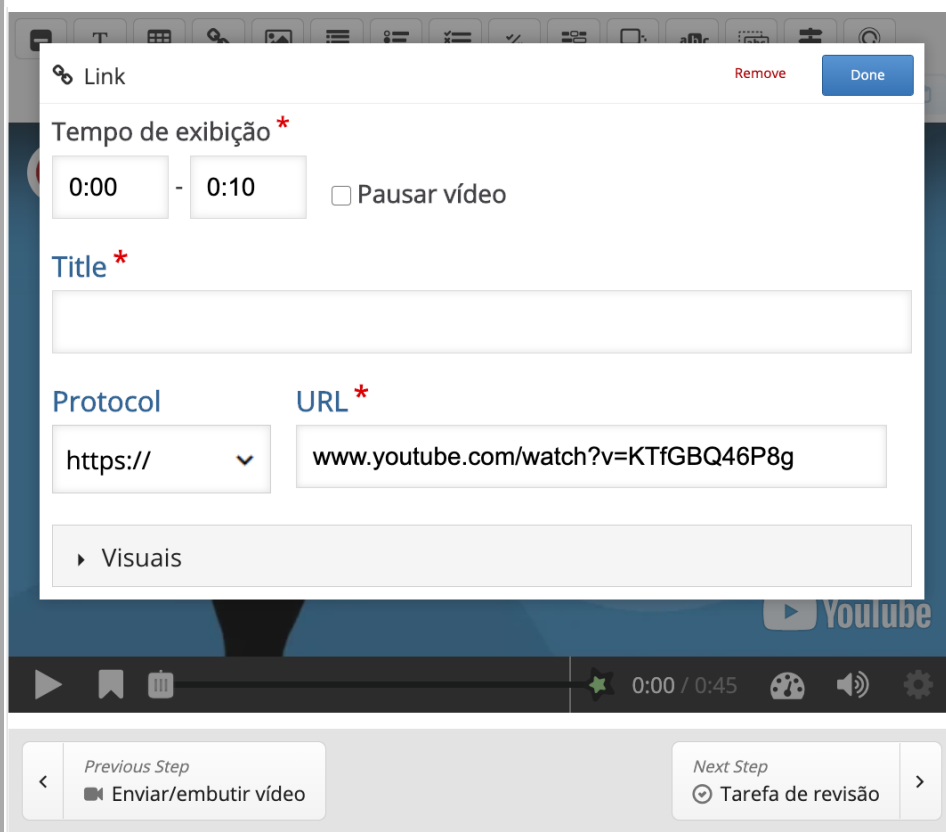 Link
Remove
Done
Tempo de exibição *
0:00 - 0:10
Pausar vídeo
Title *
Protocol
URL *
https://
www.youtube.com/watch?v=KTfGBQ46P8g
Visuais
YouTube
0:00 / 0:45
Previous Step
Enviar/embutir vídeo
Next Step
Tarefa de revisão